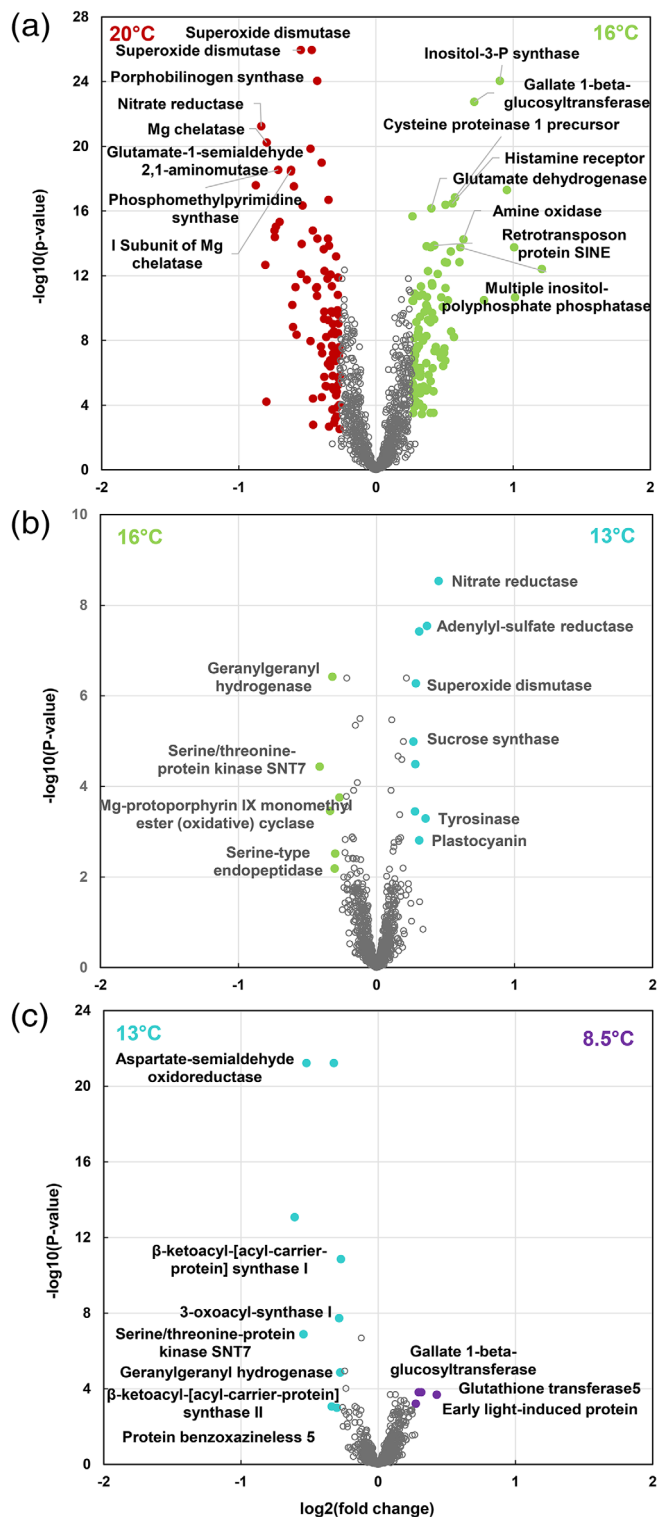 (a)
28
24
20
16
12
8
4
0
-log10(p-value)
20°C
16°C
Superoxide dismutase
Superoxide dismutase
Porphobilinogen synthase
Nitrate reductase
Mg chelatase
Glutamate-1-semialdehyde
2,1-aminomutase
Phosphomethylpyrimidine
synthase
I Subunit of Mg
chelatase
Inositol-3-P synthase
Gallate 1-beta-
glucosyltransferase
Cysteine proteinase 1 precursor
Histamine receptor
Glutamate dehydrogenase
Amine oxidase
Retrotransposon
protein SINE
Multiple inositol-
polyphosphate phosphatase
-2
-1
0
1
2
(b)
10
8
6
4
2
0
-log10(P-value)
16°C
13°C
Nitrate reductase
Adenylyl-sulfate reductase
Geranylgeranyl
hydrogenase
Superoxide dismutase
Sucrose synthase
Serine/threonine-
protein kinase SNT7
Mg-protoporphyrin IX monomethyl
ester (oxidative) cyclase
Tyrosinase
Plastocyanin
Serine-type
endopeptidase
-2
-1
0
1
2
(c)
24
20
16
12
8
4
0
-log10(P-value)
13°C
8.5°C
Aspartate-semialdehyde
oxidoreductase
β-ketoacyl-[acyl-carrier-
protein] synthase I
3-oxoacyl-synthase I
Serine/threonine-protein
kinase SNT7
Geranylgeranyl hydrogenase
β-ketoacyl-[acyl-carrier-protein]
synthase II
Protein benzoxazineless 5
Gallate 1-beta-
glucosyltransferase
Glutathione transferase5
Early light-induced protein
-2
-1
0
1
2
log2(fold change)